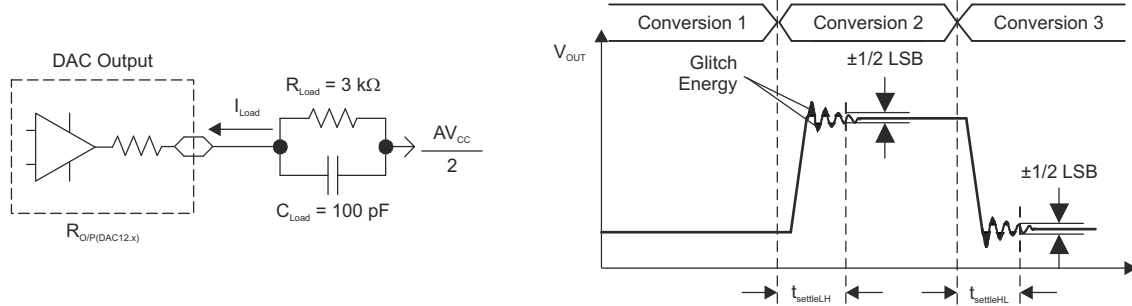 DAC Output
R_Load = 3 kΩ
I_Load
AV_CC
2
C_Load = 100 pF
R_O/P(DAC12.x)
Conversion 1
Conversion 2
Conversion 3
V_OUT
Glitch
Energy
±1/2 LSB
±1/2 LSB
t_settleLH
t_settleHL